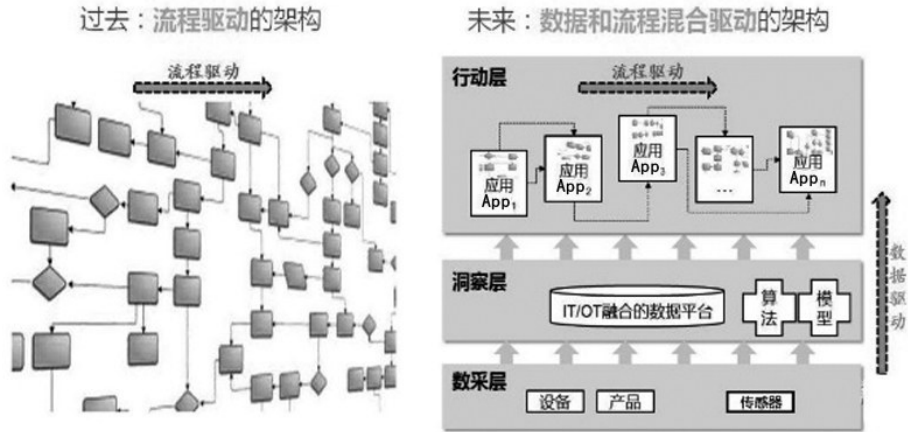 过去：流程驱动的架构
未来：数据和流程混合驱动的架构
流程驱动
行动层
流程驱动
应用
App1
应用
App2
应用
App3
...
应用
Appn
数据驱动
洞察层
IT/OT融合的数据平台
算法
模型
数采层
设备
产品
传感器